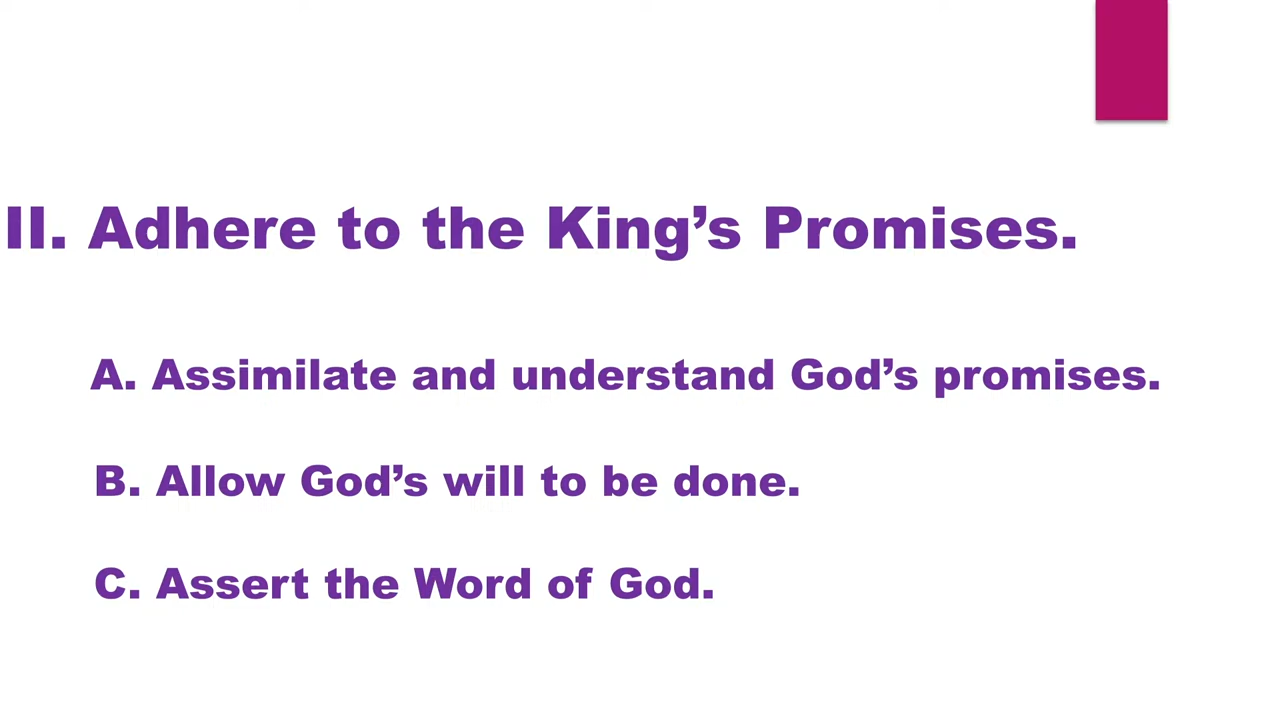 II. Adhere to the King’s Promises.
A. Assimilate and understand God’s promises.
B. Allow God’s will to be done.
C. Assert the Word of God.